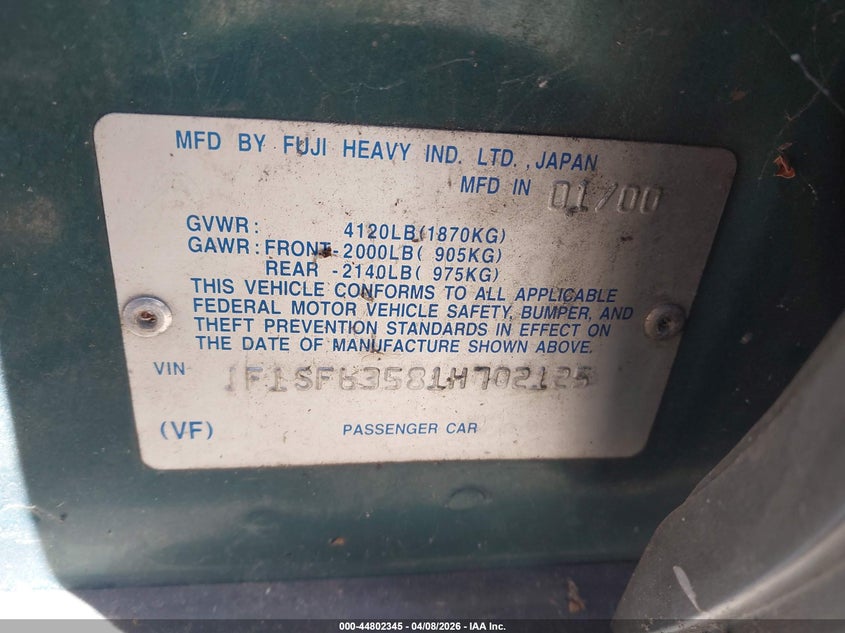 MFD BY FUJI HEAVY IND. LTD., JAPAN
MFD IN 01/00
GVWR: 4120LB(1870KG)
GAWR: FRONT-2000LB( 905KG)
REAR -2140LB( 975KG)
THIS VEHICLE CONFORMS TO ALL APPLICABLE
FEDERAL MOTOR VEHICLE SAFETY, BUMPER, AND
THEFT PREVENTION STANDARDS IN EFFECT ON
THE DATE OF MANUFACTURE SHOWN ABOVE.
VIN
(VF) PASSENGER CAR
000-44802345 - 04/08/2026 - IAA Inc.